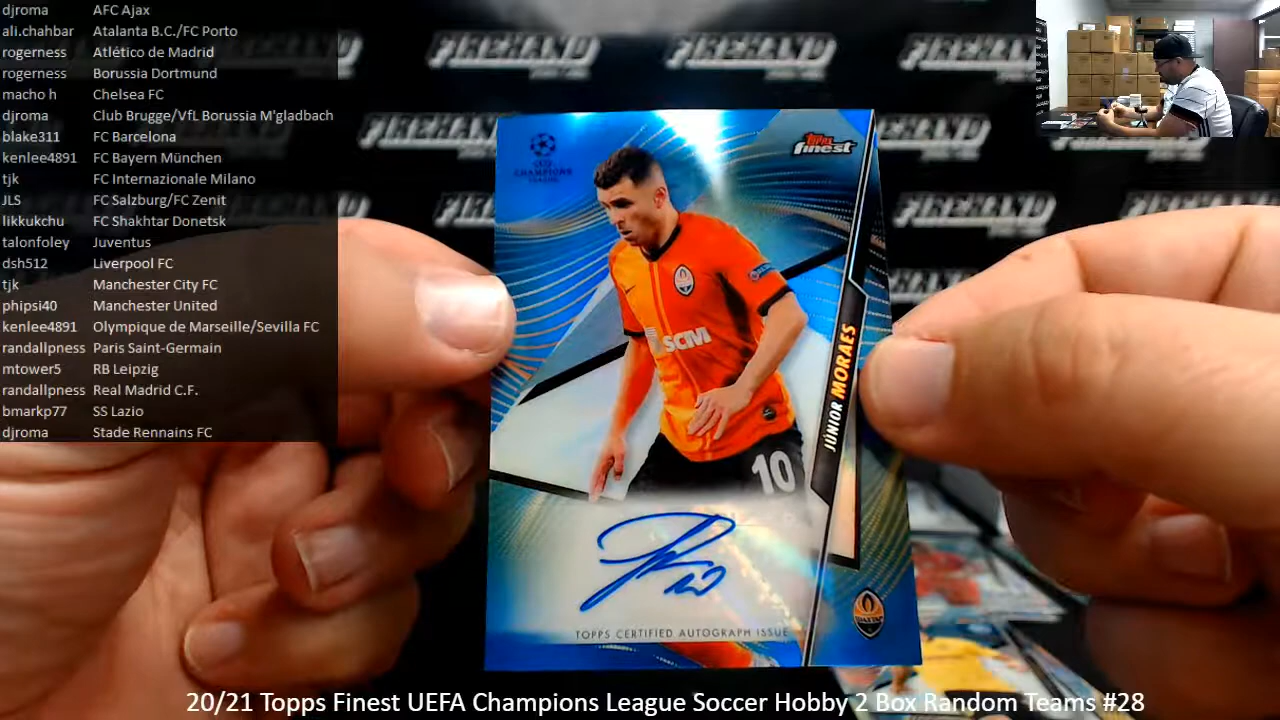 djroma AFC Ajax
ali.chahbar Atalanta B.C./FC Porto
rogerness Atlético de Madrid
rogerness Borussia Dortmund
macho h Chelsea FC
djroma Club Brugge/VfL Borussia M'gladbach
blake311 FC Barcelona
kenlee4891 FC Bayern München
tjk FC Internazionale Milano
JLS FC Salzburg/FC Zenit
likkukchu FC Shakhtar Donetsk
talonfoley Juventus
dsh512 Liverpool FC
tjk Manchester City FC
phipsi40 Manchester United
kenlee4891 Olympique de Marseille/Sevilla FC
randallpness Paris Saint-Germain
mtower5 RB Leipzig
randallpness Real Madrid C.F.
bmarkp77 SS Lazio
djroma Stade Rennains FC
FIREHAND FIREHAND FIREHAND
FIREHAND
FIREHAND
CHAMPIONS
LEAGUE
Topps
finest
SCM
JÚNIOR MORAES
10
TOPPS CERTIFIED AUTOGRAPH ISSUE
20/21 Topps Finest UEFA Champions League Soccer Hobby 2 Box Random Teams #28